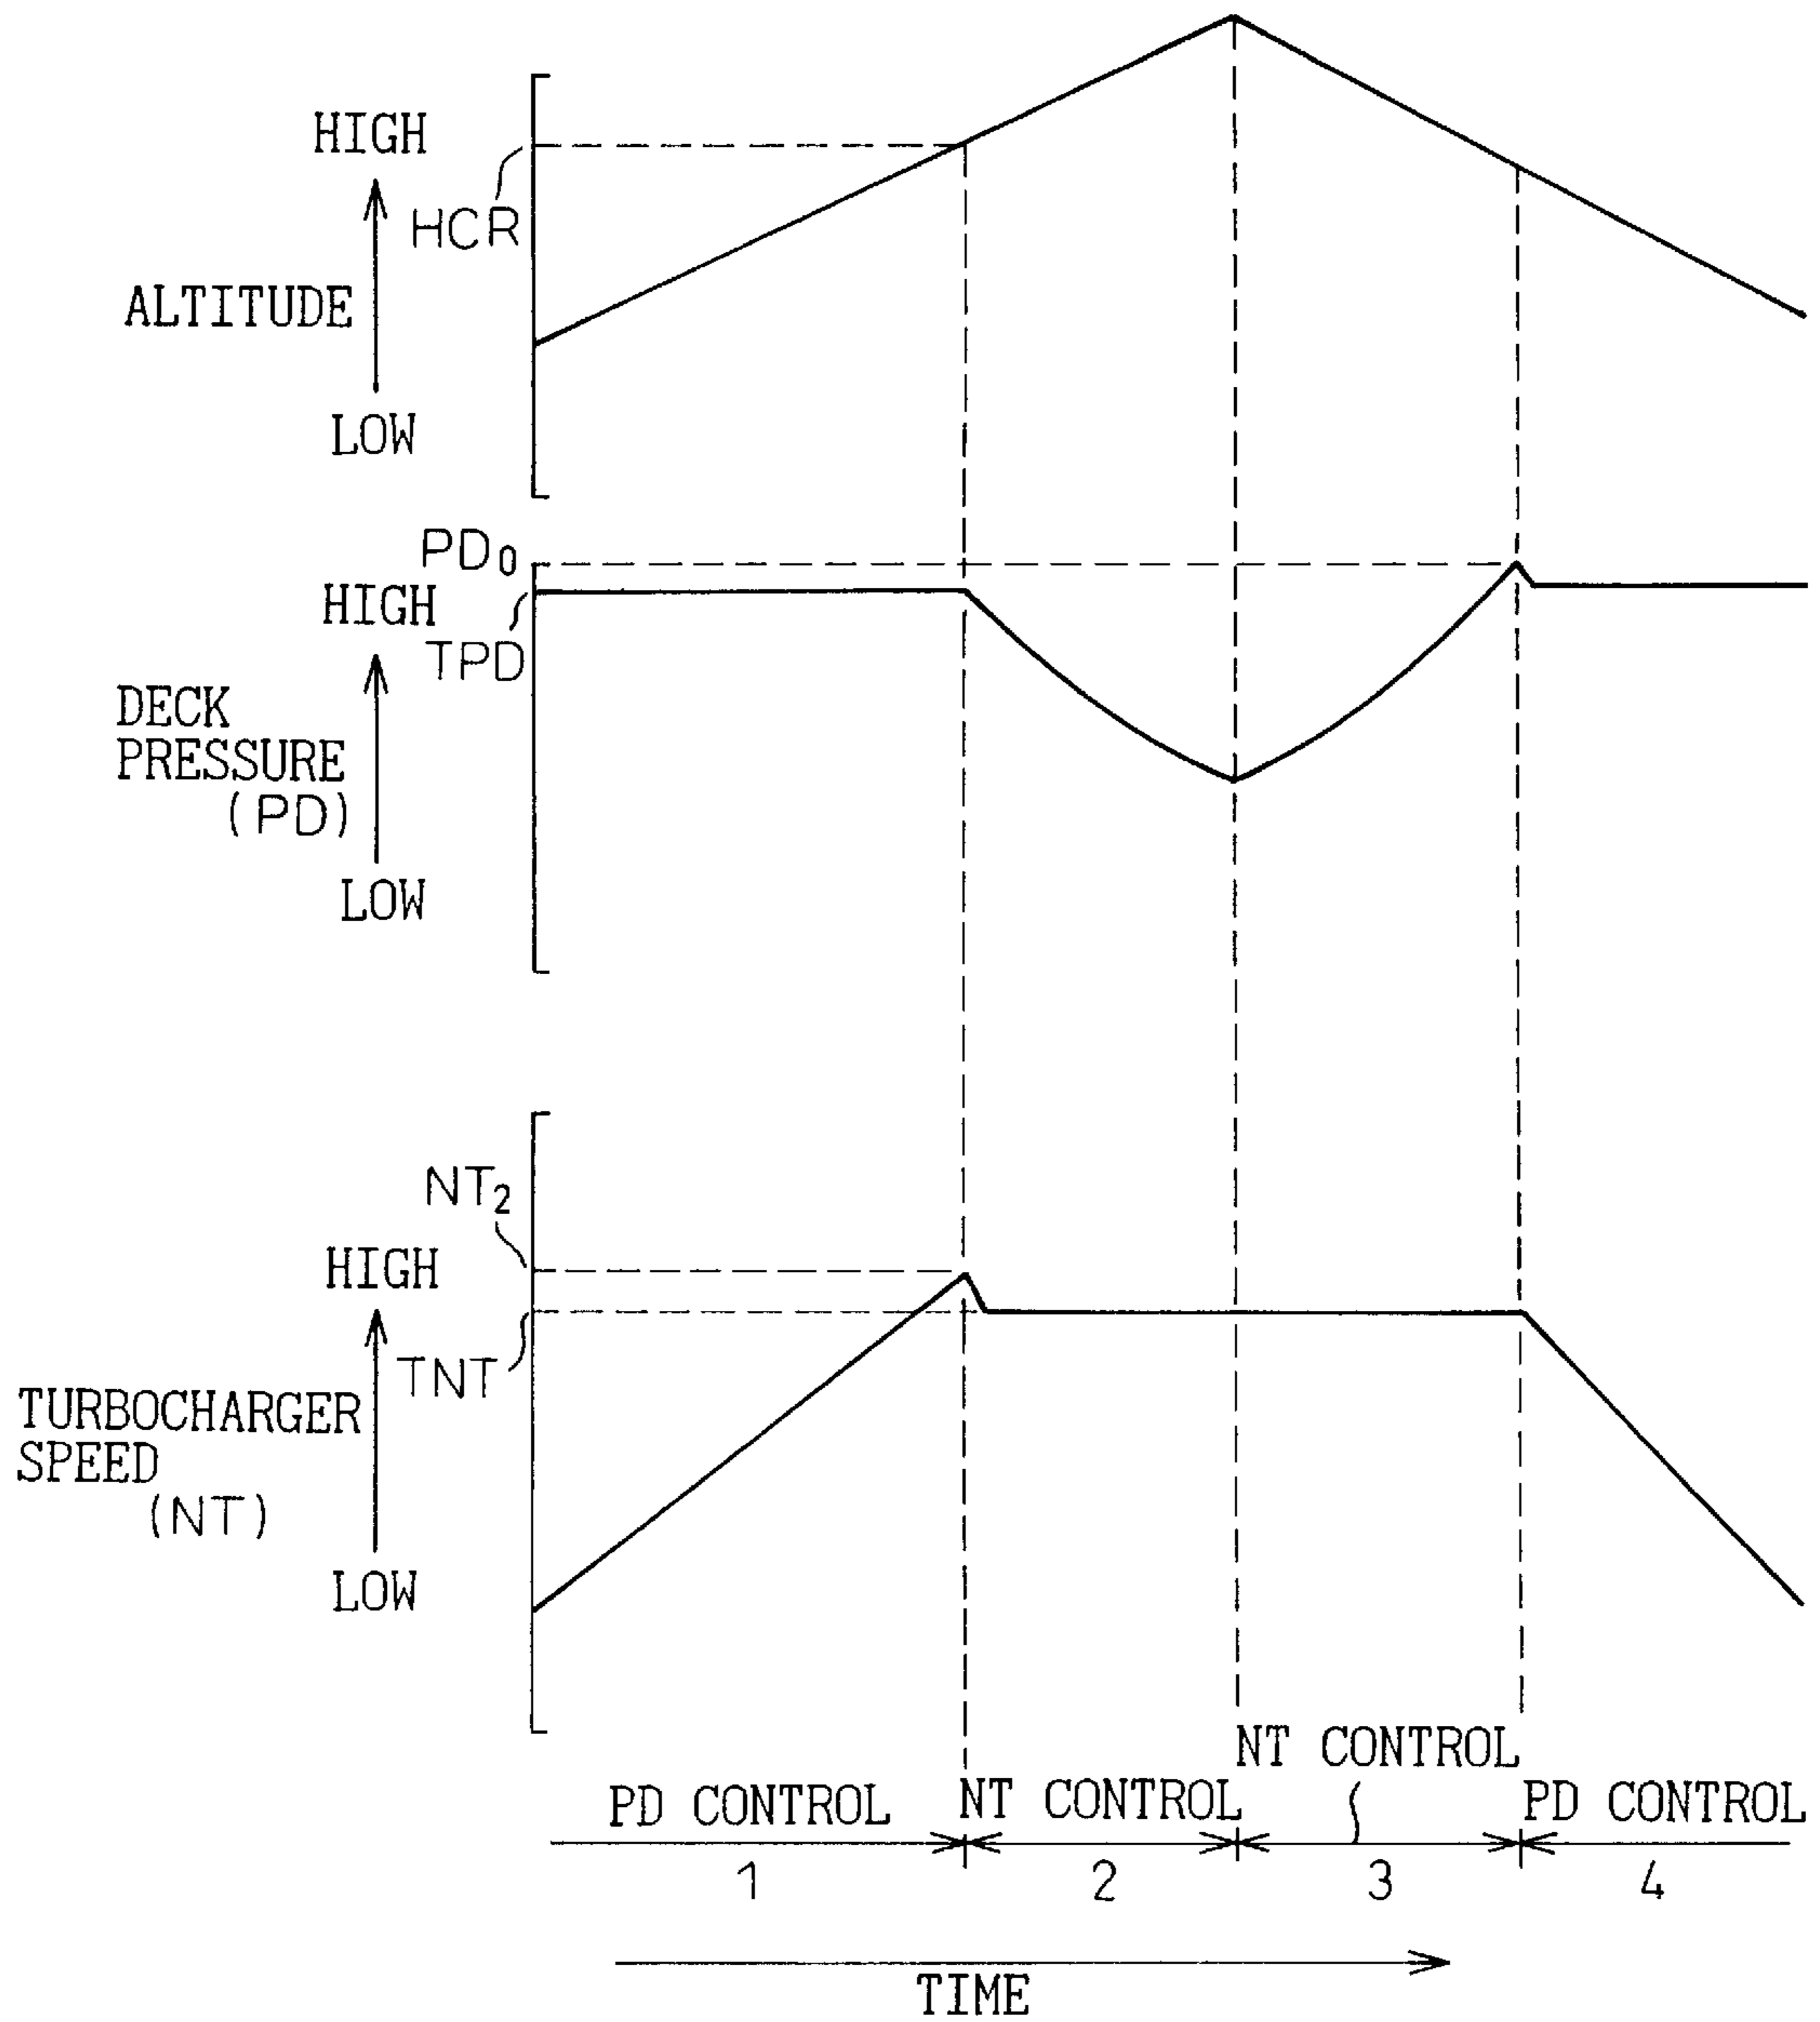 HIGH
HCR
ALTITUDE
LOW
PD0
HIGH
TPD
DECK
PRESSURE
(PD)
LOW
NT2
HIGH
TNT
TURBOCHARGER
SPEED
(NT)
LOW
PD CONTROL
NT CONTROL
NT CONTROL
PD CONTROL
1
2
3
4
TIME